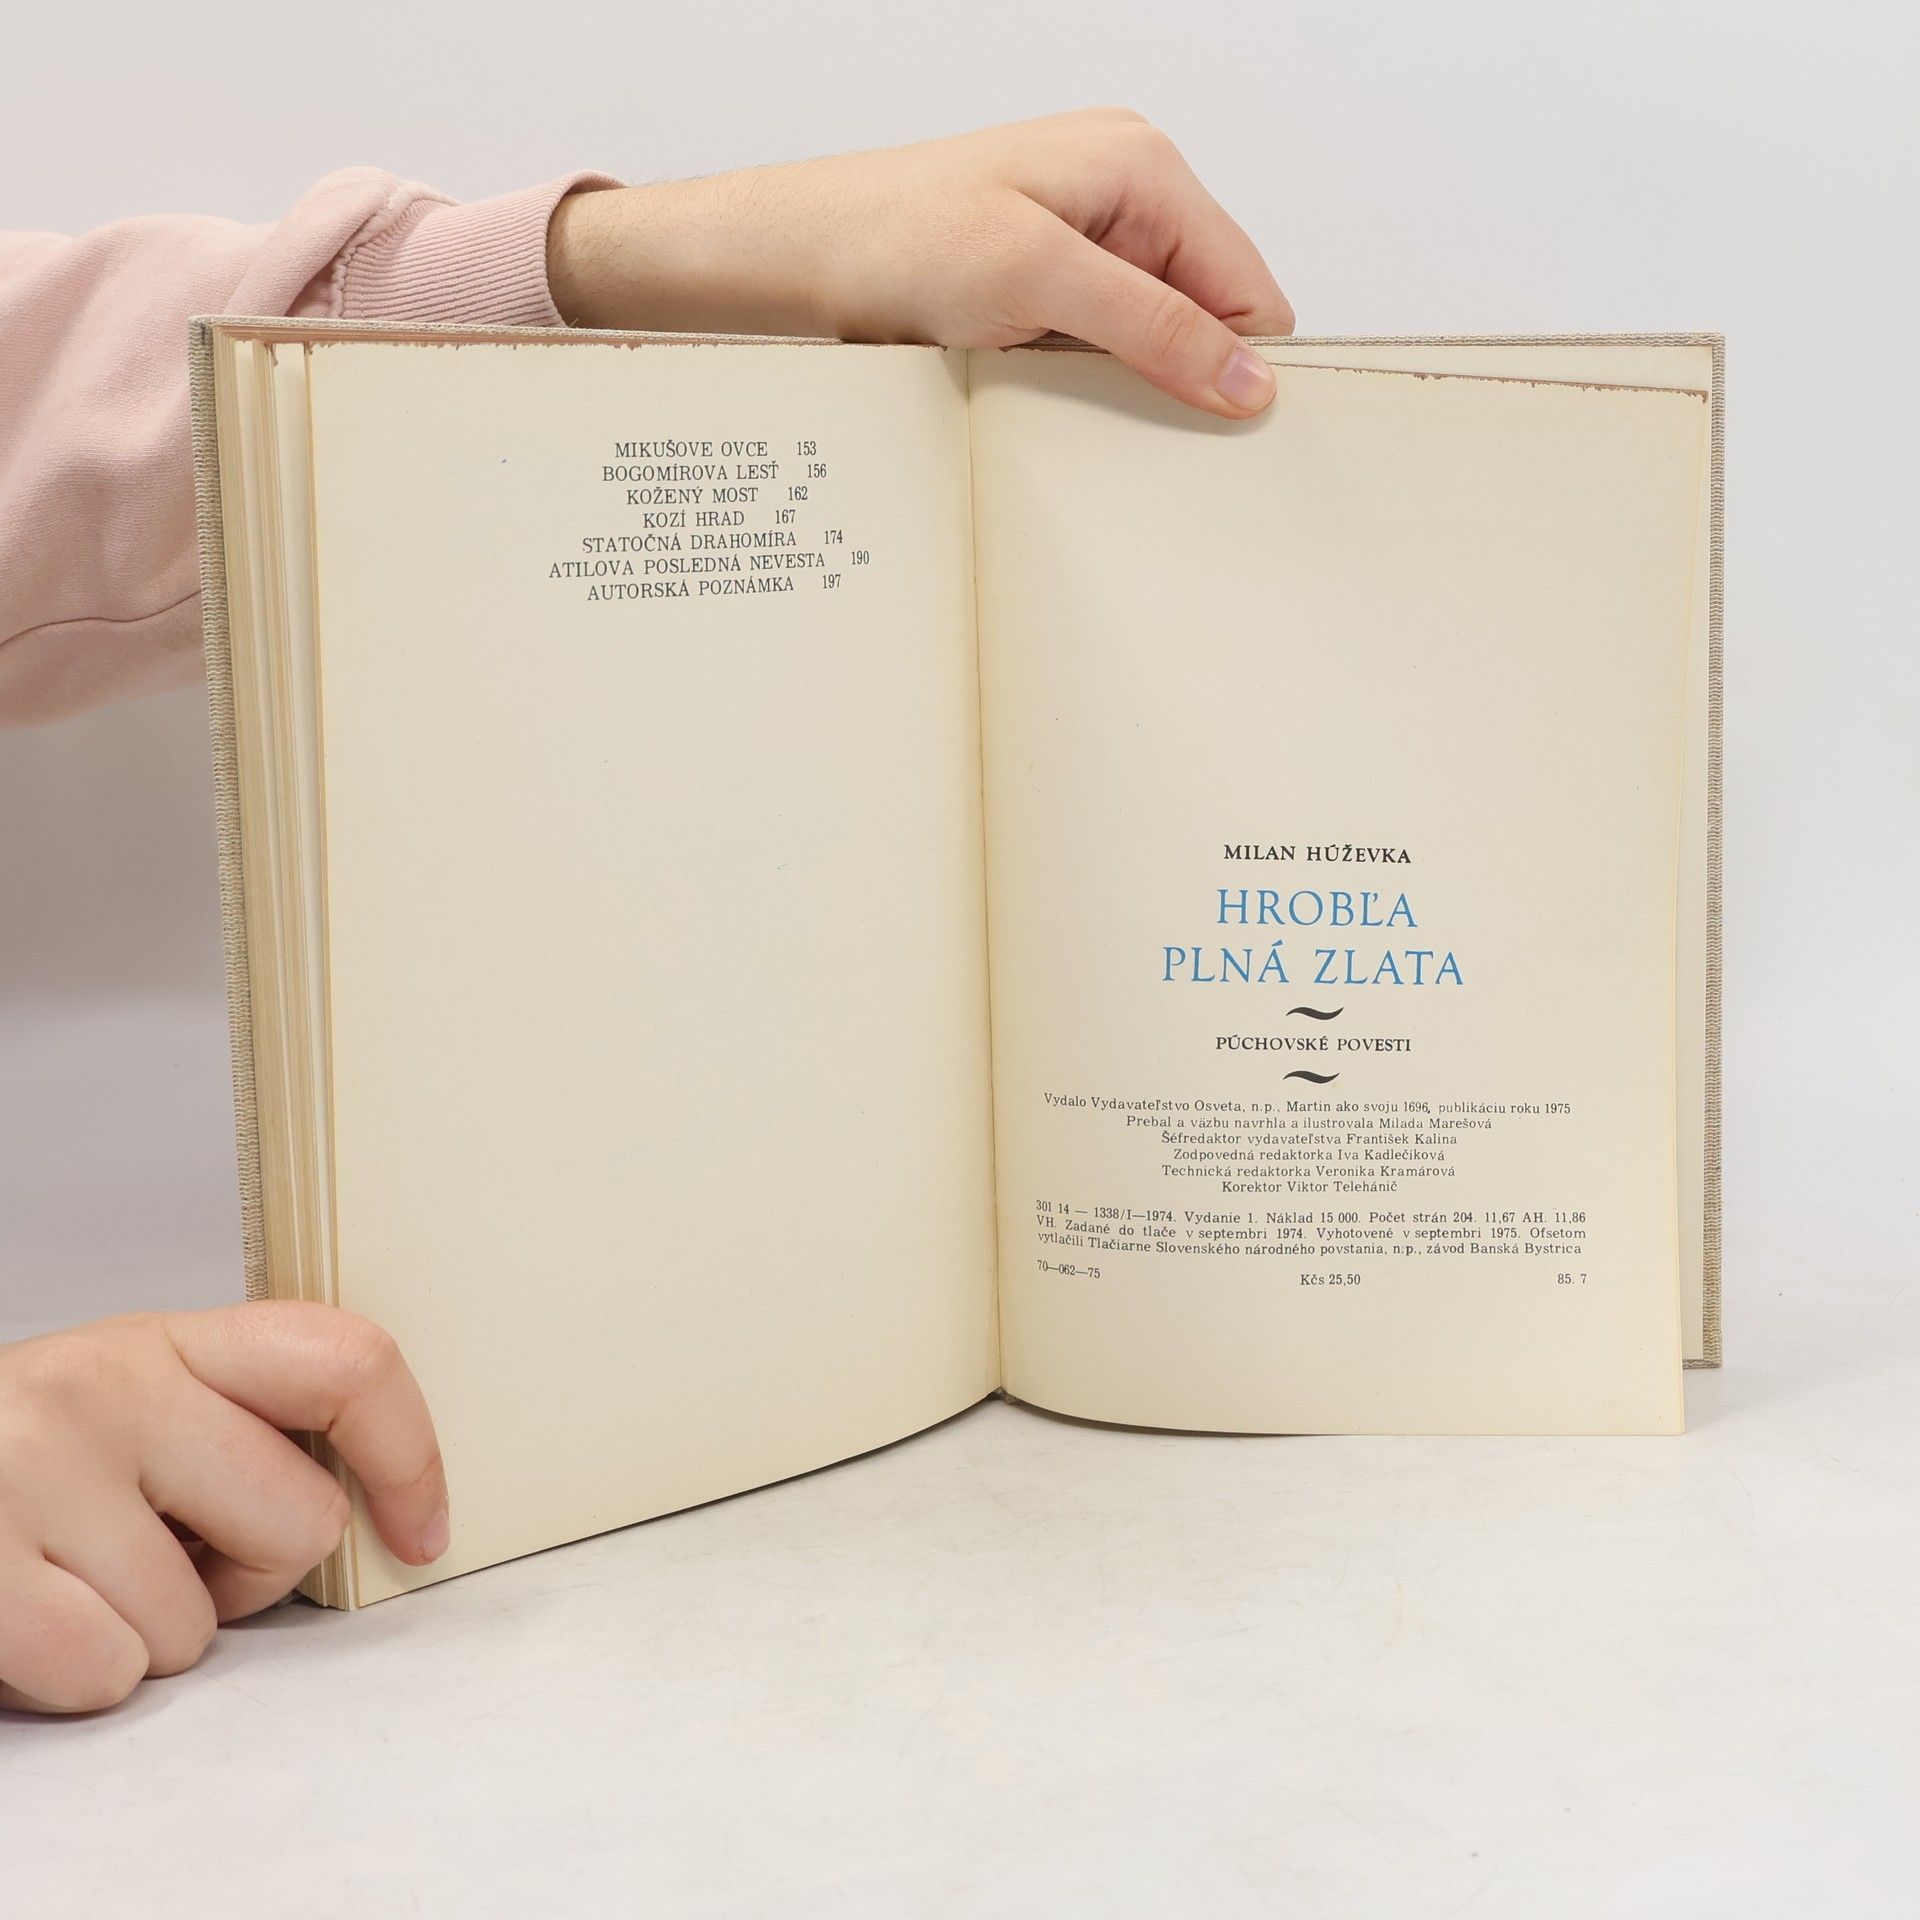 MIKUŠOVE OVCE 153
BOGOMÍROVA LESŤ 156
KOŽENÝ MOST 162
KOZÍ HRAD 167
STATOČNÁ DRAHOMÍRA 174
ATILOVA POSLEDNÁ NEVESTA 190
AUTORSKÁ POZNÁMKA 197
MILAN HÚŽEVKA
HROBĽA
PLNÁ ZLATA
PÚCHOVSKÉ POVESTI
Vydalo Vydavateľstvo Osveta, n.p., Martin ako svoju 1696. publikáciu roku 1975
Prebal a väzbu navrhla a ilustrovala Milada Marešová
Šéfredaktor vydavateľstva František Kalina
Zodpovedná redaktorka Iva Kadlečíková
Technická redaktorka Veronika Kramárová
Korektor Viktor Telehánič
301 14 — 1338/I—1974. Vydanie 1. Náklad 15 000. Počet strán 204. 11,67 AH. 11,86
VH. Zadané do tlače v septembri 1974. Vyhotovené v septembri 1975. Ofsetom
vytlačili Tlačiarne Slovenského národného povstania, n.p., závod Banská Bystrica
70—062—75 Kčs 25,50 85. 7